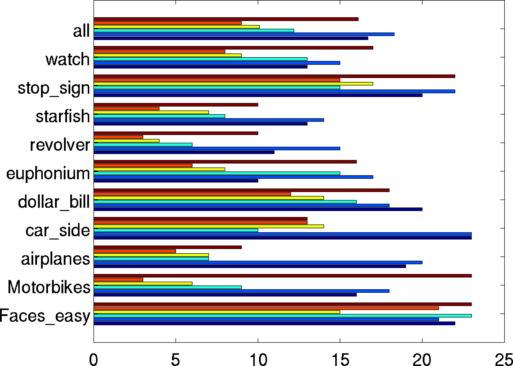 all
watch
stop_sign
starfish
revolver
euphonium
dollar_bill
car_side
airplanes
Motorbikes
Faces_easy
0 5 10 15 20 25